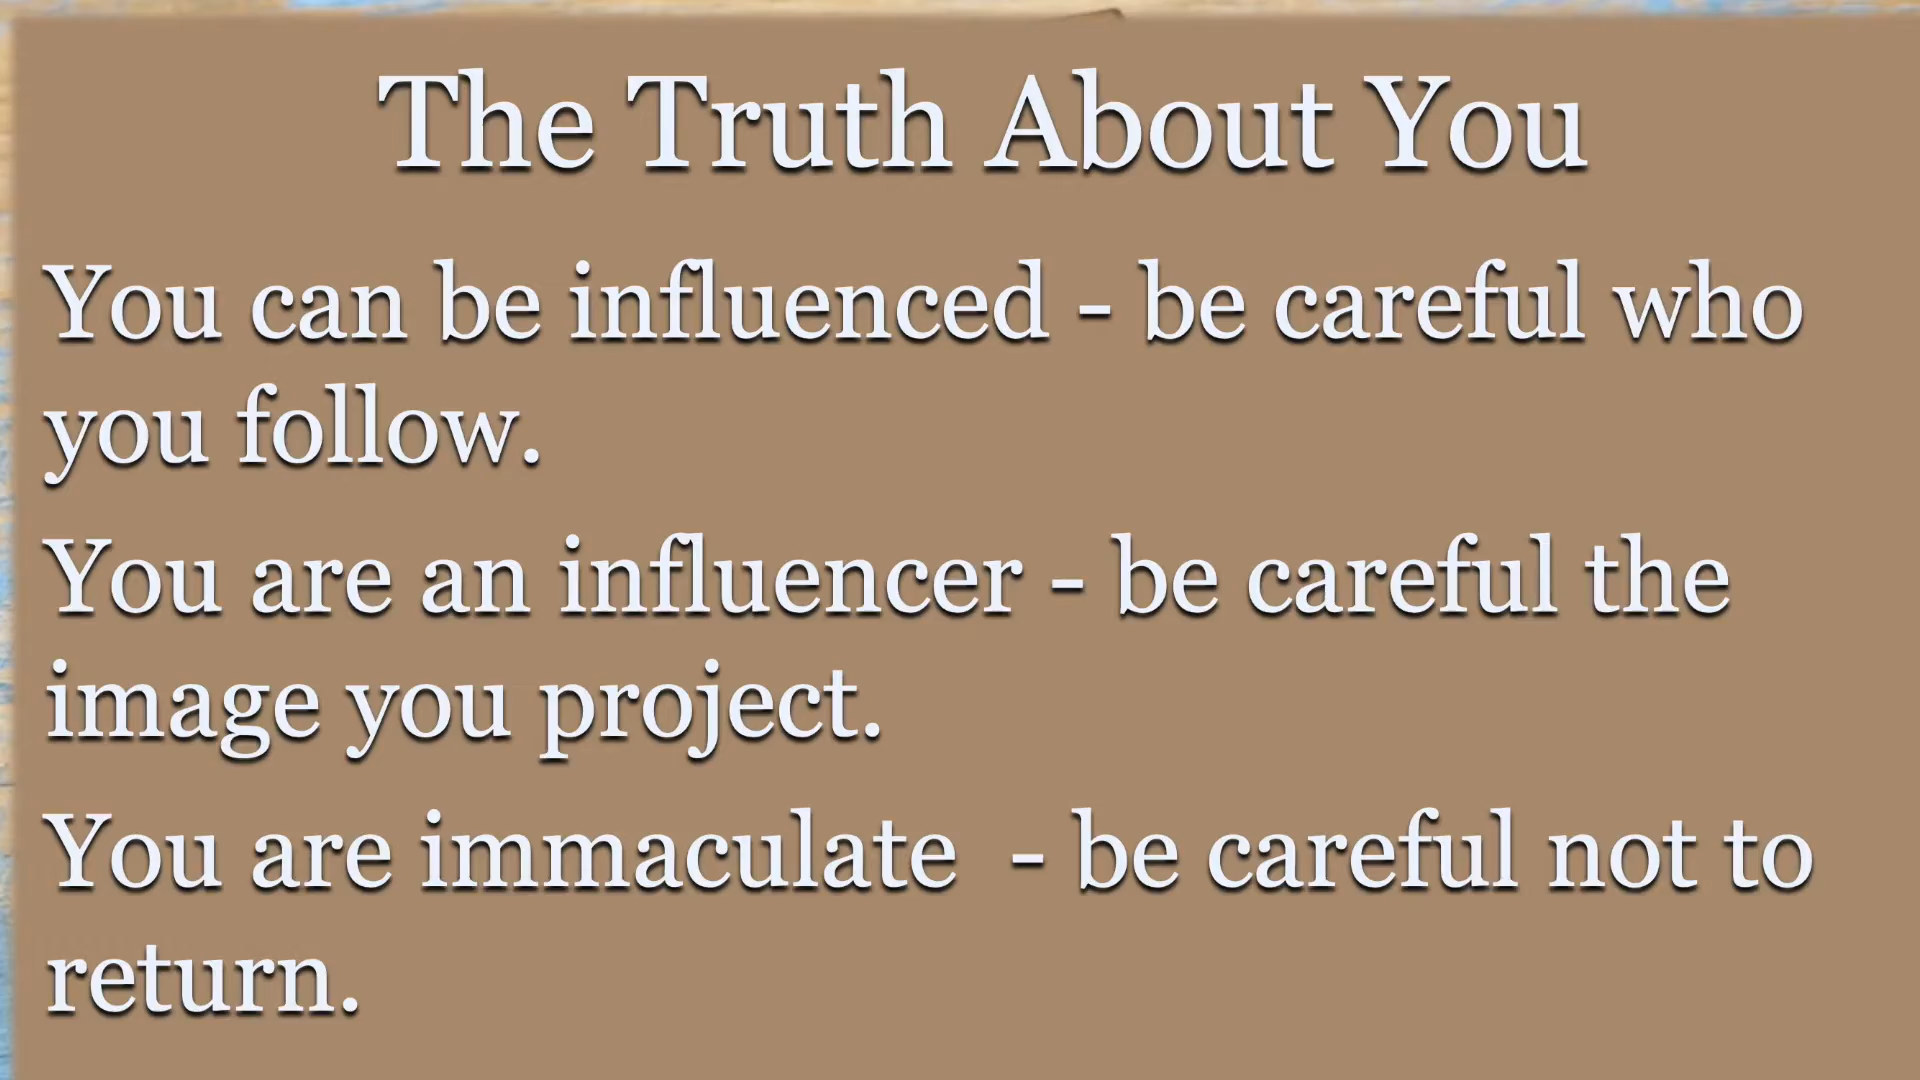 The Truth About You
You can be influenced - be careful who
you follow.
You are an influencer - be careful the
image you project.
You are immaculate  - be careful not to
return.